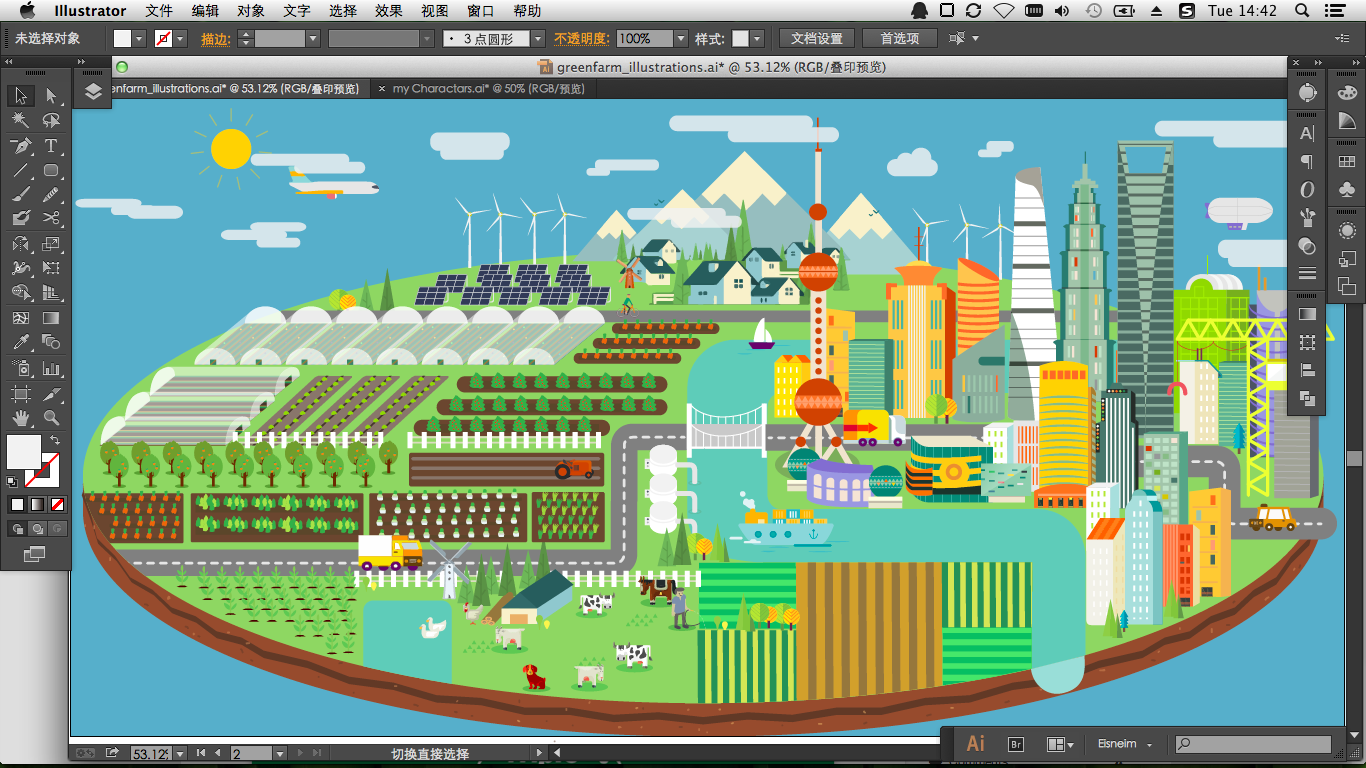 Illustrator 文件 编辑 对象 文字 选择 效果 视图 窗口 帮助 Tue 14:42
未选择对象 描边: 3 点圆形 不透明度: 100% 样式: 文档设置 首选项
greenfarm_illustrations.ai* @ 53.12% (RGB/叠印预览)
enfarm_illustrations.ai* @ 53.12% (RGB/叠印预览) × my Charactars.ai* @ 50% (RGB/叠印预览)
53.12% 2 切换直接选择
Ai Br Eisneim